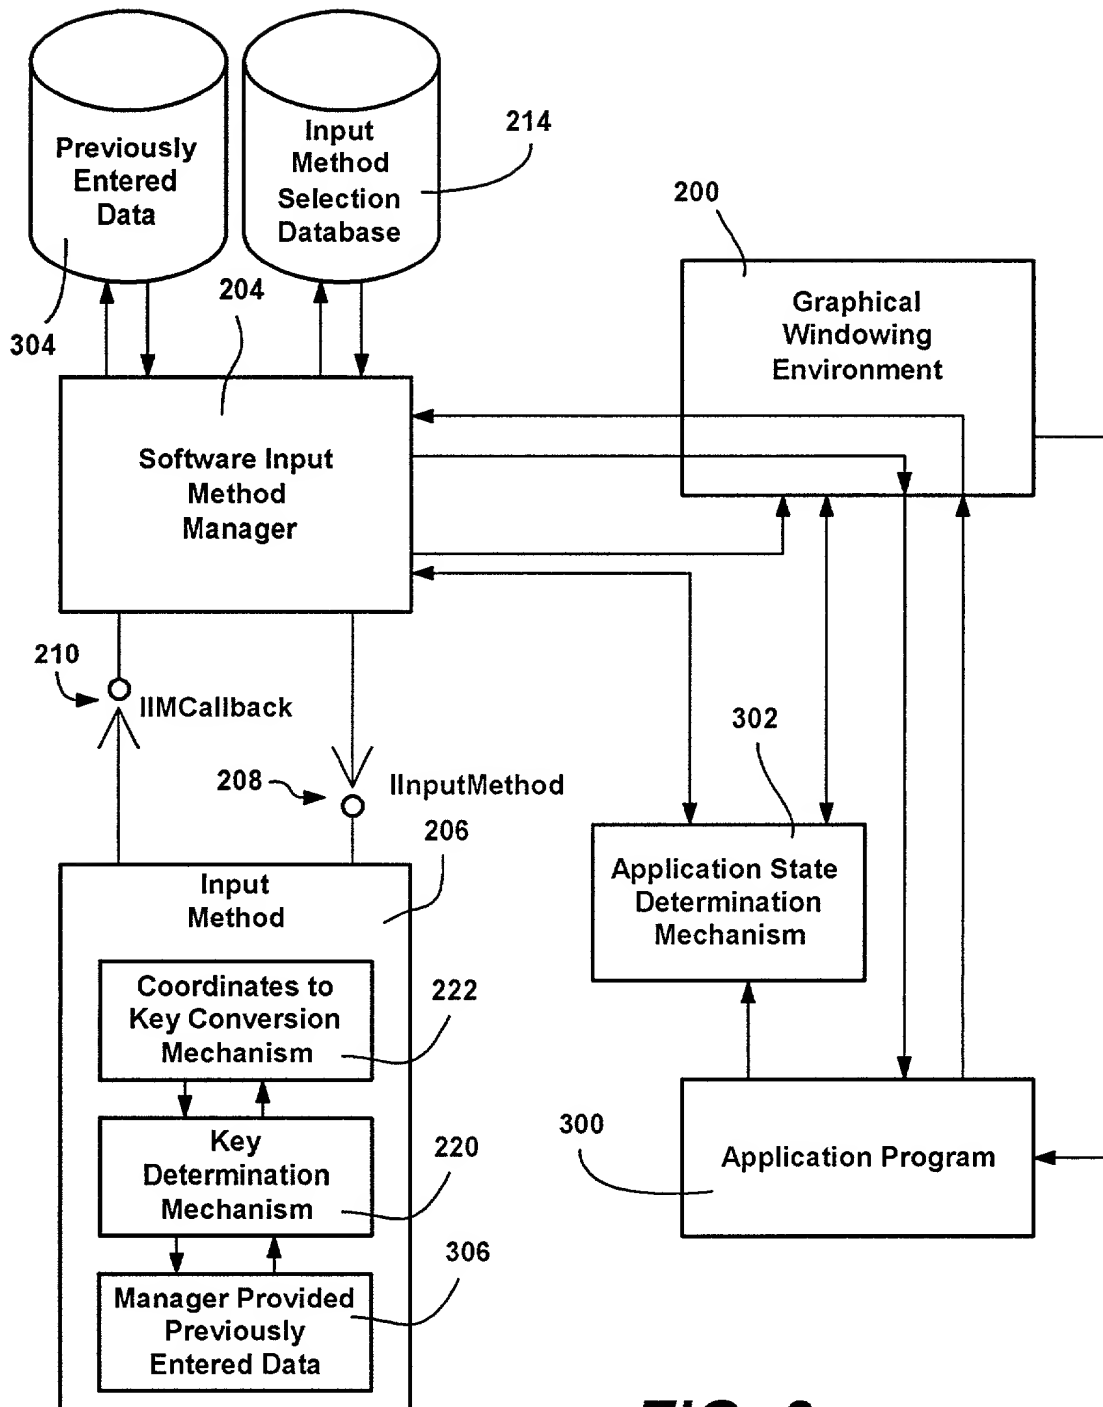 Previously
Entered
Data
304
Input
Method
Selection
Database
214
204
200
Graphical
Windowing
Environment
Software Input
Method
Manager
210
IIMCallback
208
IInputMethod
302
Application State
Determination
Mechanism
206
Input
Method
Coordinates to
Key Conversion
Mechanism
222
Key
Determination
Mechanism
220
Manager Provided
Previously
Entered Data
306
300
Application Program